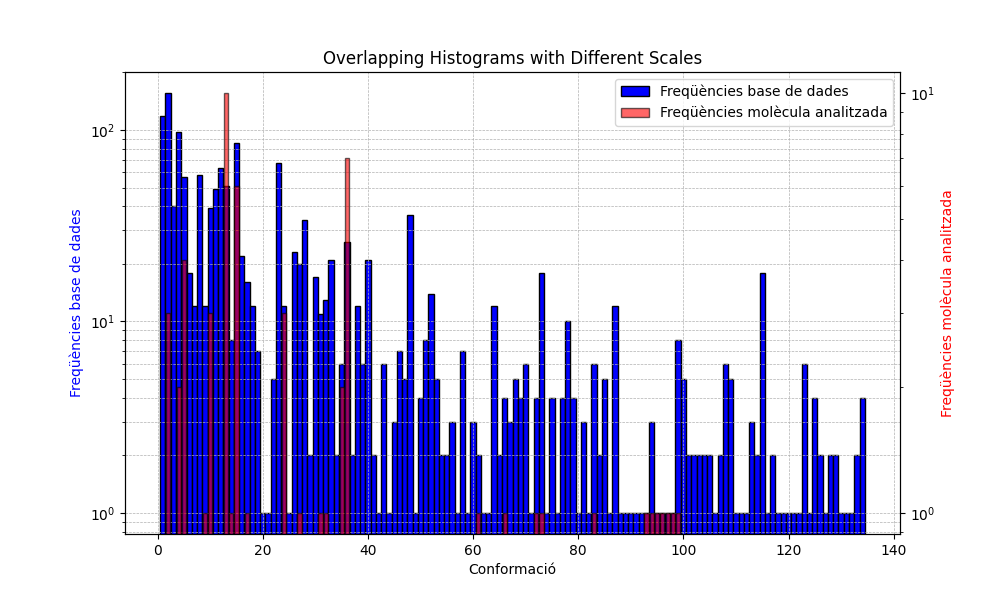 Overlapping Histograms with Different Scales
Freqüències base de dades
Freqüències molècula analitzada
10²
10¹
10⁰
10¹
10⁰
Freqüències base de dades
Freqüències molècula analitzada
0 20 40 60 80 100 120 140
Conformació